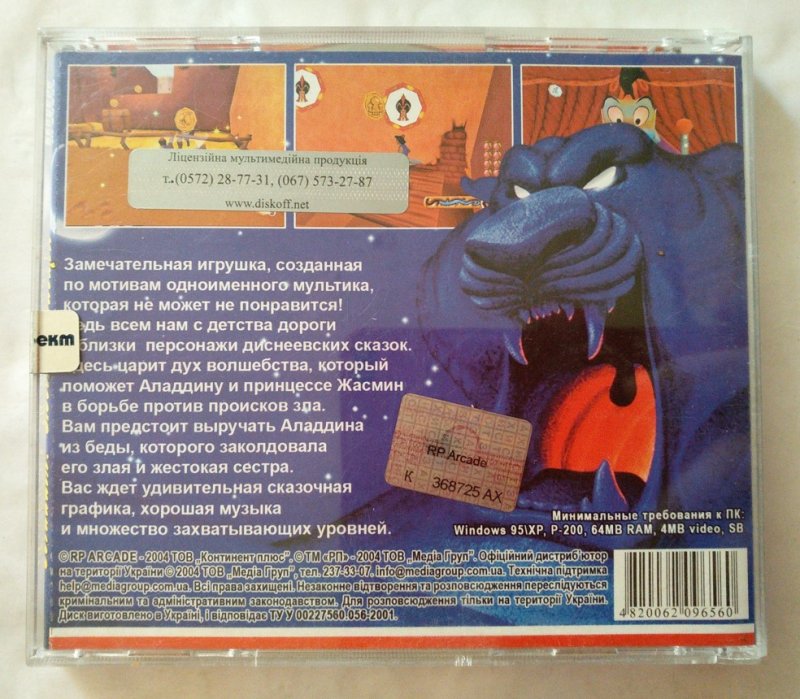 Ліцензійна мультимедійна продукція
т.(0572) 28-77-31, (067) 573-27-87
www.diskoff.net
Замечательная игрушка, созданная
по мотивам одноименного мультика,
которая не может не понравится!
едь всем нам с детства дороги
близки персонажи диснеевских сказок.
десь царит дух волшебства, который
поможет Аладдину и принцессе Жасмин
в борьбе против происков зла.
Вам предстоит выручать Аладдина
из беды, которого заколдовала
его злая и жестокая сестра.
Вас ждет удивительная сказочная
графика, хорошая музыка
и множество захватывающих уровней.
ект
RP Arcade
К 368725 АХ
Минимальные требования к ПК:
Windows 95\XP, P-200, 64MB RAM, 4MB video, SB
© RP ARCADE - 2004 ТОВ „Континент плюс". ©ТМ «РП» - 2004 ТОВ „Медіа Груп". Офіційний дистриб'ютор
на території України © 2004 ТОВ „Медіа Груп", тел. 237-33-07. info@mediagroup.com.ua. Технічна підтримка
help@mediagroup.com.ua. Всі права захищені. Незаконне відтворення та розповсюдження переслідуються
кримінальним та адміністративним законодавством. Для розповсюдження тільки на території України.
Диск виготовлено в Україні, і відповідає ТУ У 00227560.056-2001.
4 820062 096560